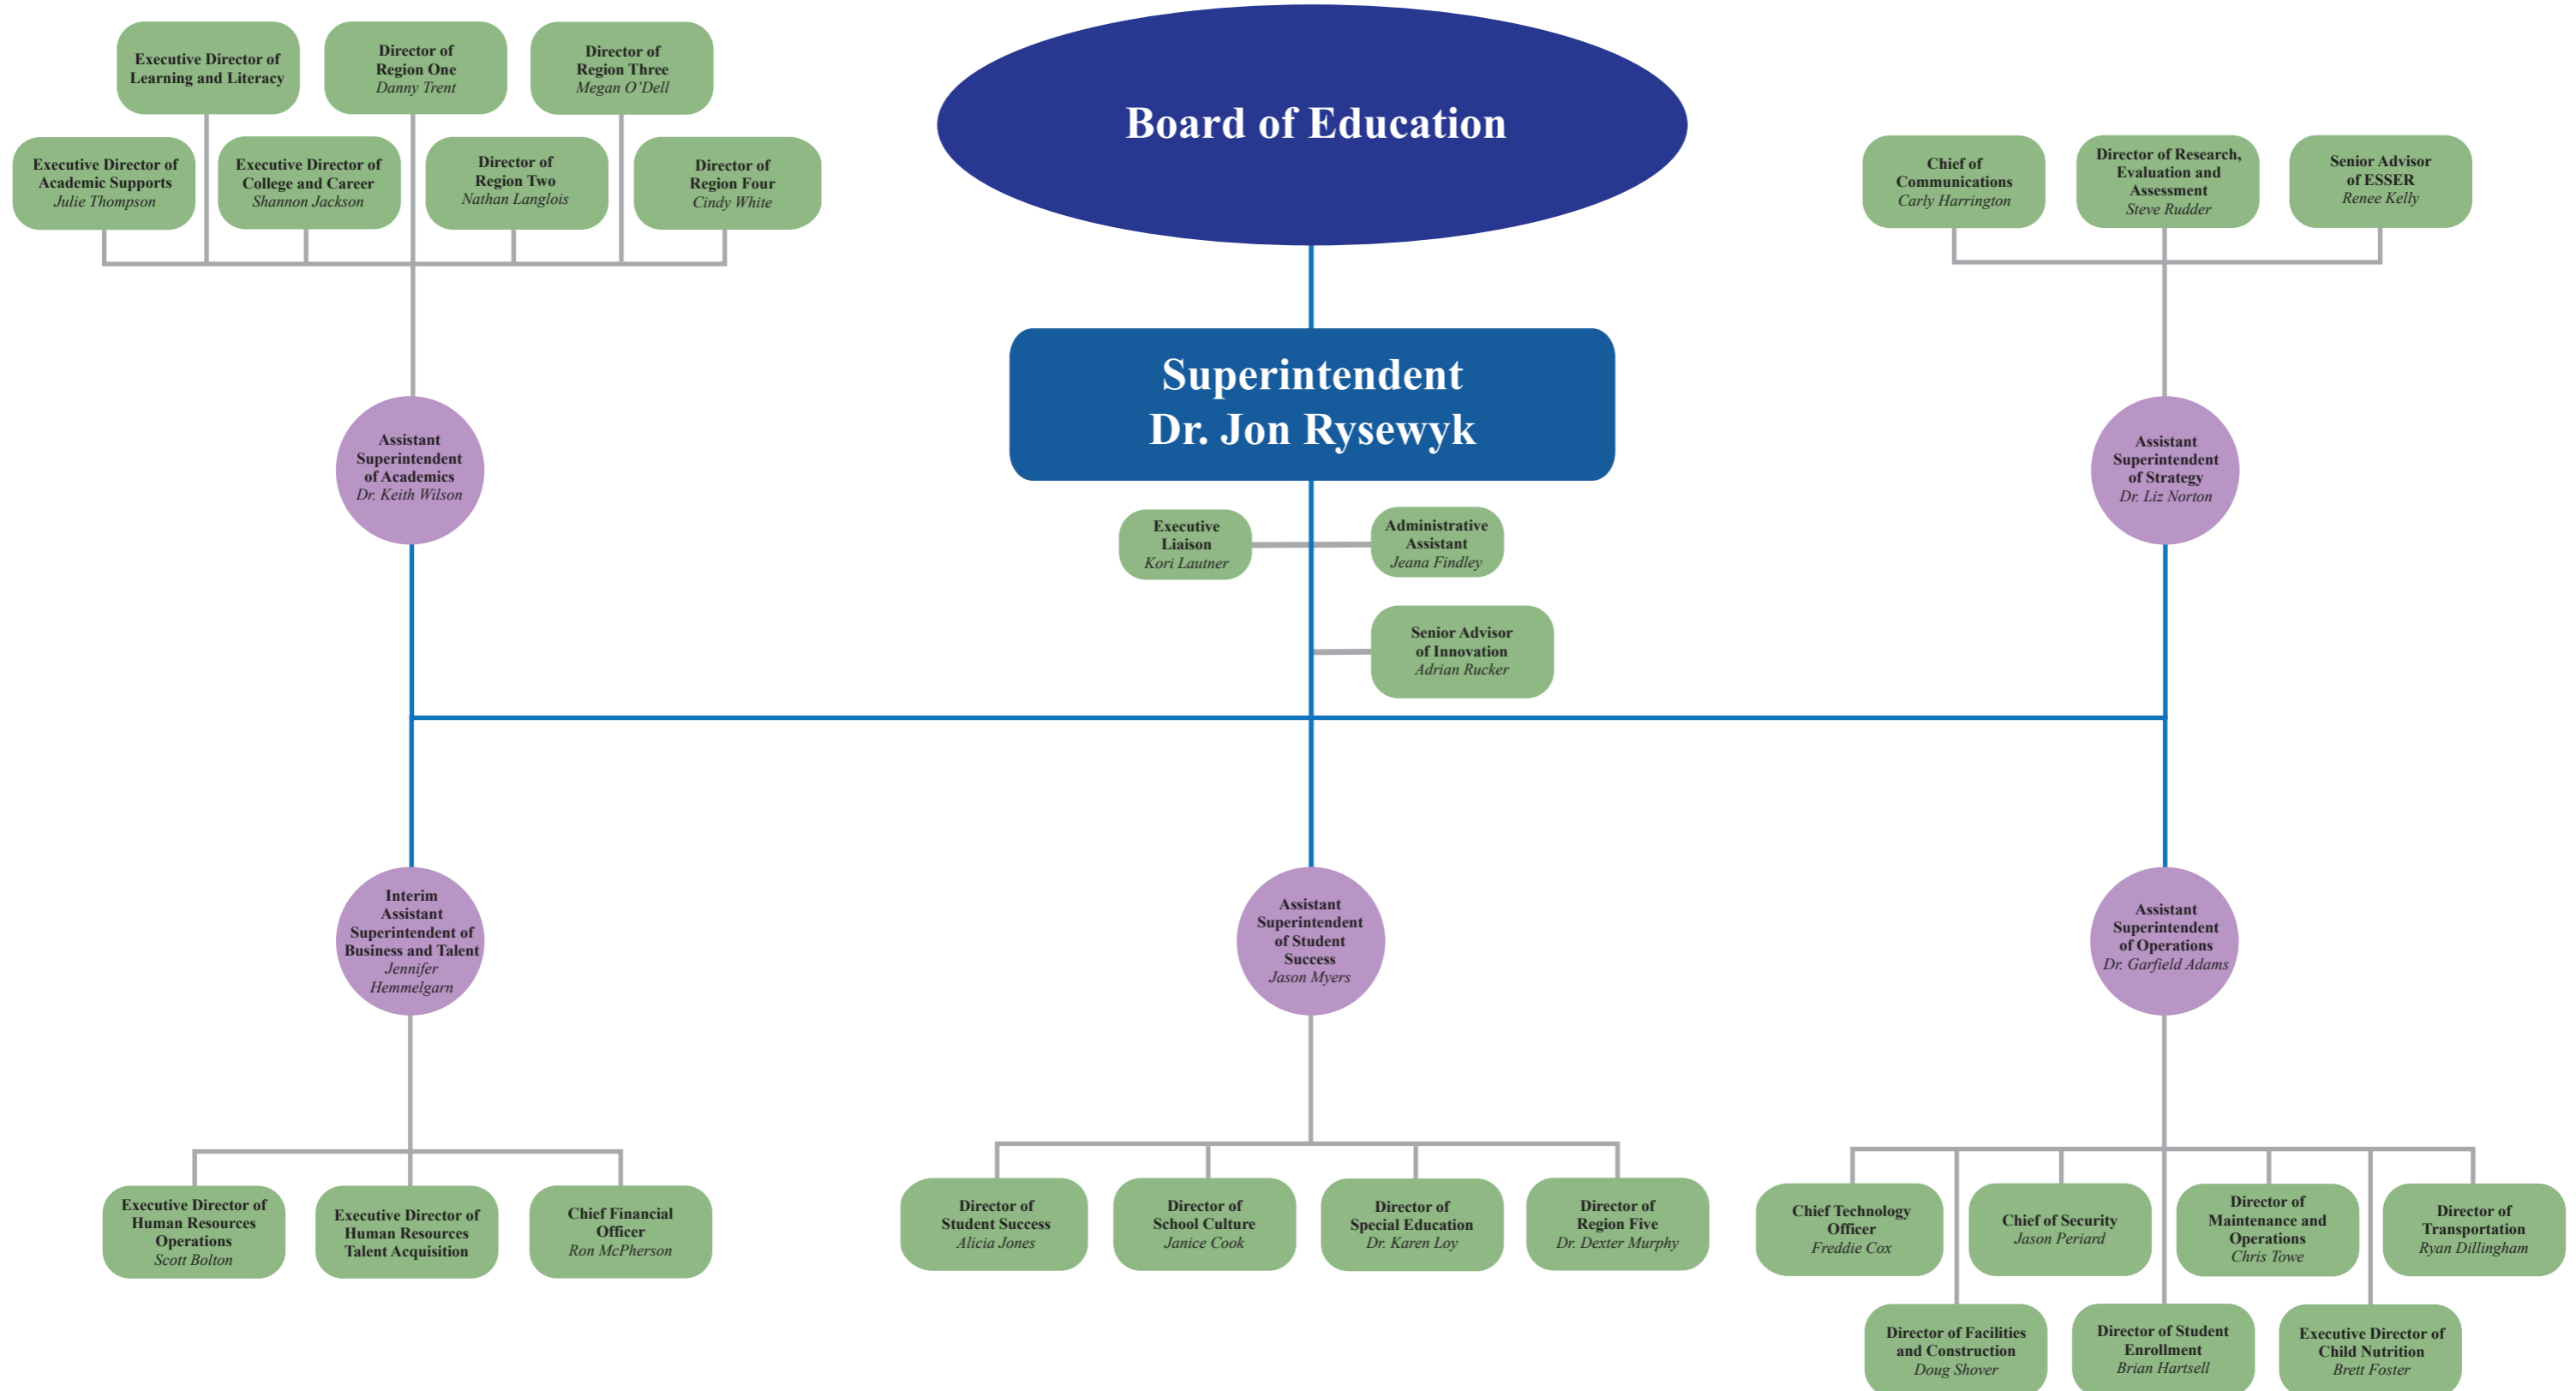 Executive Director of
Learning and Literacy
Director of
Region One
Danny Trent
Director of
Region Three
Megan O'Dell
Executive Director of
Academic Supports
Julie Thompson
Executive Director of
College and Career
Shannon Jackson
Director of
Region Two
Nathan Langlois
Director of
Region Four
Cindy White
Board of Education
Chief of
Communications
Carly Harrington
Director of Research,
Evaluation and
Assessment
Steve Rudder
Senior Advisor
of ESSER
Renee Kelly
Superintendent
Dr. Jon Rysewyk
Assistant
Superintendent
of Academics
Dr. Keith Wilson
Assistant
Superintendent
of Strategy
Dr. Liz Norton
Executive
Liaison
Kori Lautner
Administrative
Assistant
Jeana Findley
Senior Advisor
of Innovation
Adrian Rucker
Interim
Assistant
Superintendent of
Business and Talent
Jennifer
Hemmelgarn
Assistant
Superintendent
of Student
Success
Jason Myers
Assistant
Superintendent
of Operations
Dr. Garfield Adams
Executive Director of
Human Resources
Operations
Scott Bolton
Executive Director of
Human Resources
Talent Acquisition
Chief Financial
Officer
Ron McPherson
Director of
Student Success
Alicia Jones
Director of
School Culture
Janice Cook
Director of
Special Education
Dr. Karen Loy
Director of
Region Five
Dr. Dexter Murphy
Chief Technology
Officer
Freddie Cox
Chief of Security
Jason Periard
Director of
Maintenance and
Operations
Chris Towe
Director of
Transportation
Ryan Dillingham
Director of Facilities
and Construction
Doug Shover
Director of Student
Enrollment
Brian Hartsell
Executive Director of
Child Nutrition
Brett Foster